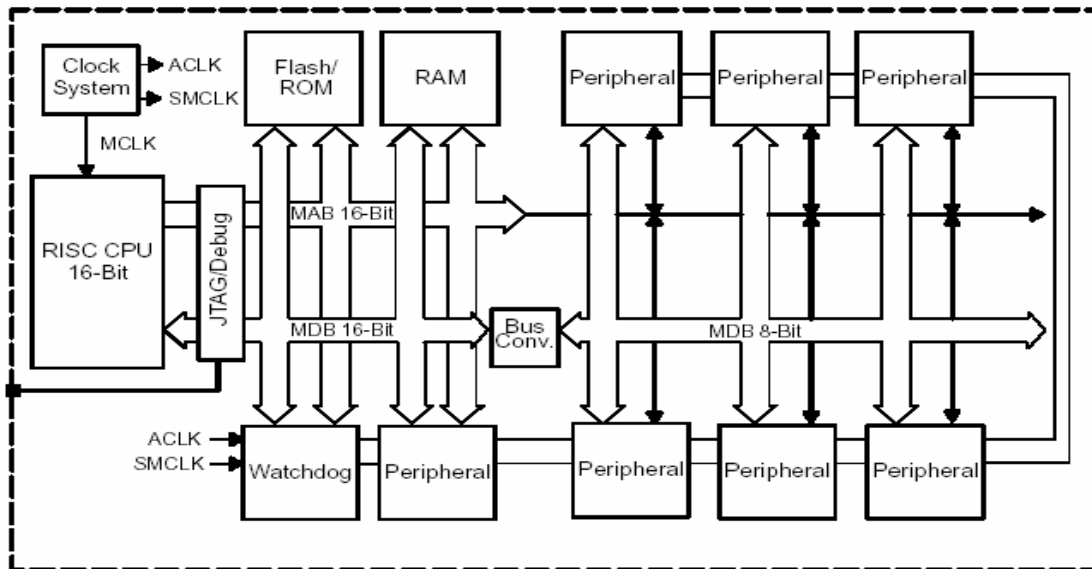 Clock
System
ACLK
SMCLK
MCLK
Flash/
ROM
RAM
Peripheral
Peripheral
Peripheral
RISC CPU
16-Bit
JTAG/Debug
MAB 16-Bit
MDB 16-Bit
Bus
Conv.
MDB 8-Bit
ACLK
SMCLK
Watchdog
Peripheral
Peripheral
Peripheral
Peripheral